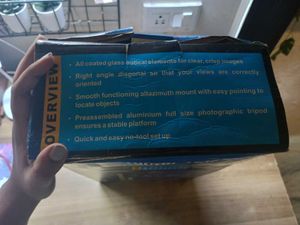 OVERVIEW
• All coated glass optical elements for clear, crisp images
• Right angle diagonal so that your views are correctly
oriented
• Smooth functioning altazimuth mount with easy pointing to
locate objects
• Preassembled aluminium full size photographic tripod
ensures a stable platform
• Quick and easy no-tool set up